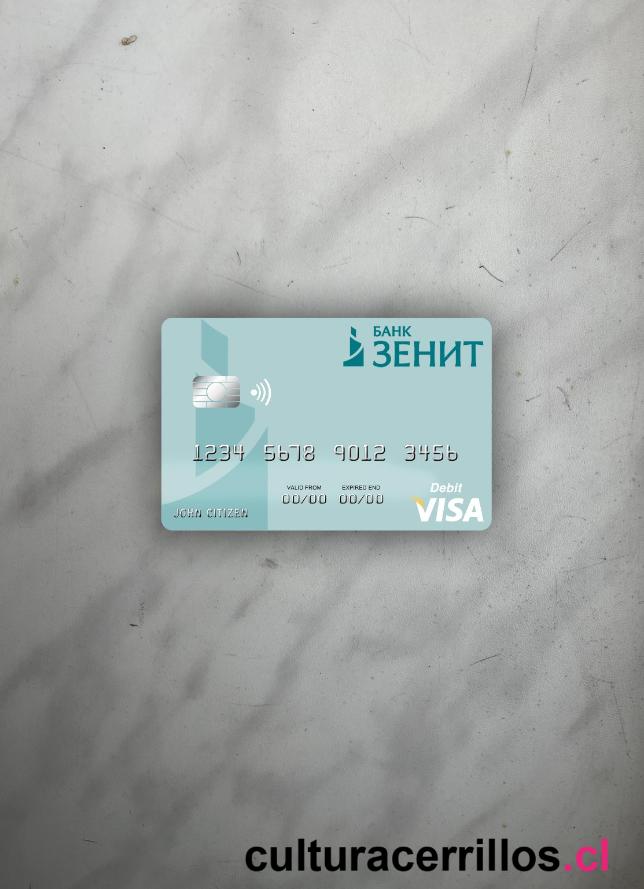 БАНК
ЗЕНИТ
1234 5678 9012 3456
VALID FROM EXPIRED END
00/00 00/00
JOHN CITIZEN
Debit
VISA
culturacerrillos.cl